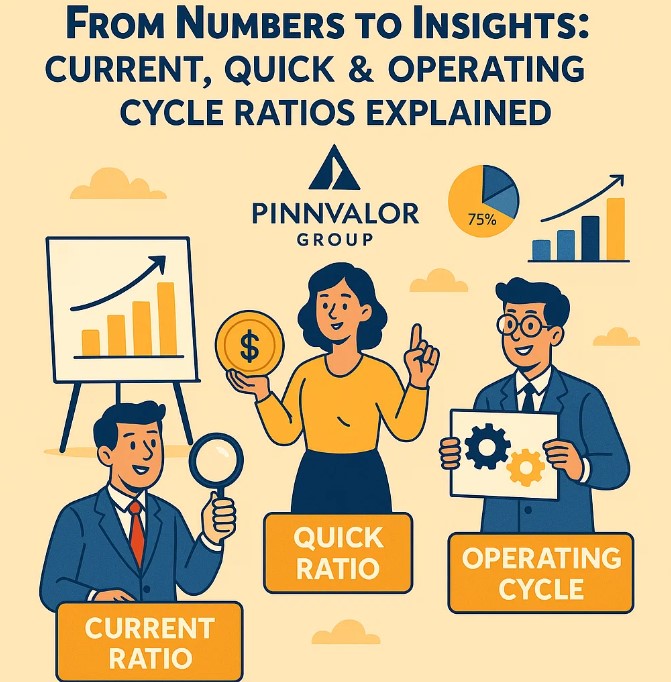 From Numbers to Insights:
CURRENT, QUICK & OPERATING
CYCLE RATIOS EXPLAINED
PINNVALOR
GROUP
75%
$
QUICK
RATIO
OPERATING
CYCLE
CURRENT
RATIO